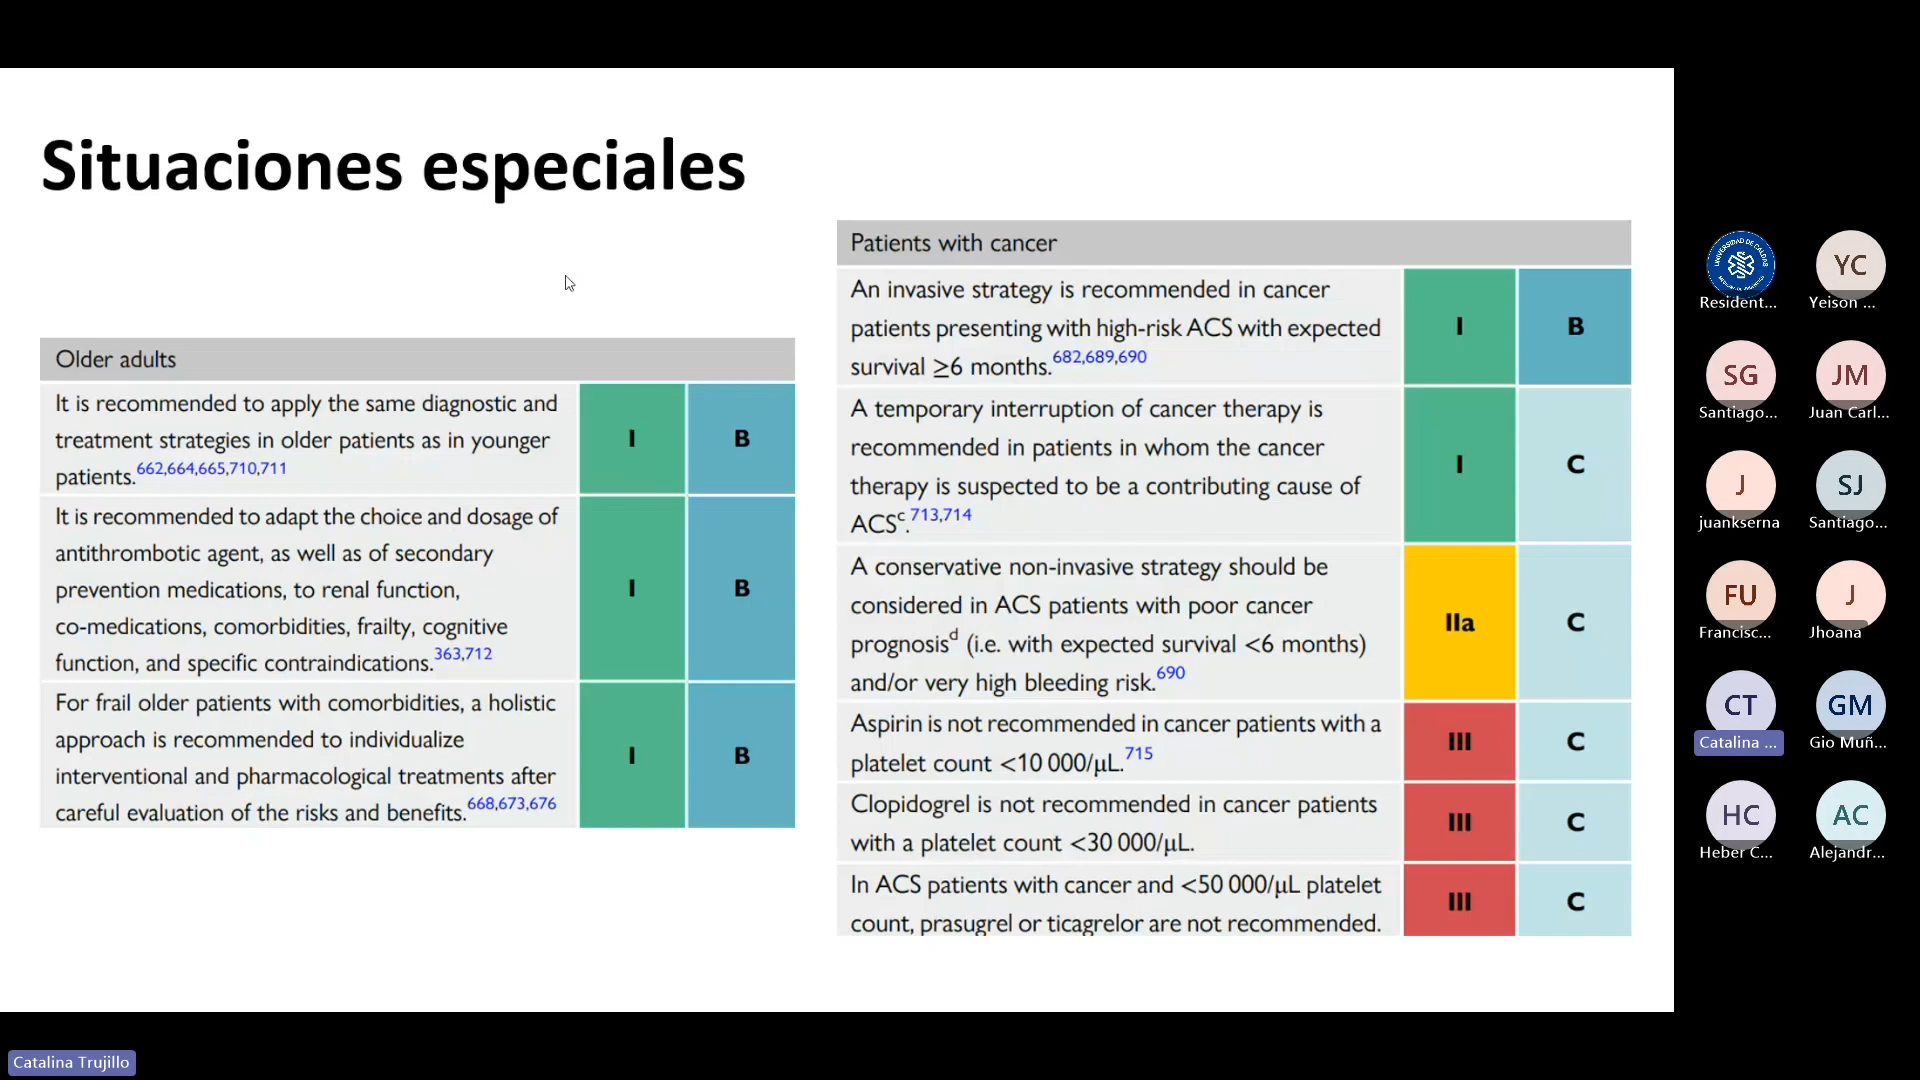 Situaciones especiales
Older adults
It is recommended to apply the same diagnostic and
treatment strategies in older patients as in younger
patients.662,664,665,710,711
I
B
It is recommended to adapt the choice and dosage of
antithrombotic agent, as well as of secondary
prevention medications, to renal function,
co-medications, comorbidities, frailty, cognitive
function, and specific contraindications.363,712
I
B
For frail older patients with comorbidities, a holistic
approach is recommended to individualize
interventional and pharmacological treatments after
careful evaluation of the risks and benefits.668,673,676
I
B
Patients with cancer
An invasive strategy is recommended in cancer
patients presenting with high-risk ACS with expected
survival ≥6 months.682,689,690
I
B
A temporary interruption of cancer therapy is
recommended in patients in whom the cancer
therapy is suspected to be a contributing cause of
ACSc.713,714
I
C
A conservative non-invasive strategy should be
considered in ACS patients with poor cancer
prognosisd (i.e. with expected survival <6 months)
and/or very high bleeding risk.690
IIa
C
Aspirin is not recommended in cancer patients with a
platelet count <10 000/μL.715
III
C
Clopidogrel is not recommended in cancer patients
with a platelet count <30 000/μL.
III
C
In ACS patients with cancer and <50 000/μL platelet
count, prasugrel or ticagrelor are not recommended.
III
C
UNIVERSIDAD DE CALDAS
Resident...
YC
Yeison ...
SG
Santiago...
JM
Juan Carl...
J
juankserna
SJ
Santiago...
FU
Francisc...
J
Jhoana
CT
Catalina ...
GM
Gio Muñ...
HC
Heber C...
AC
Alejandr...
Catalina Trujillo